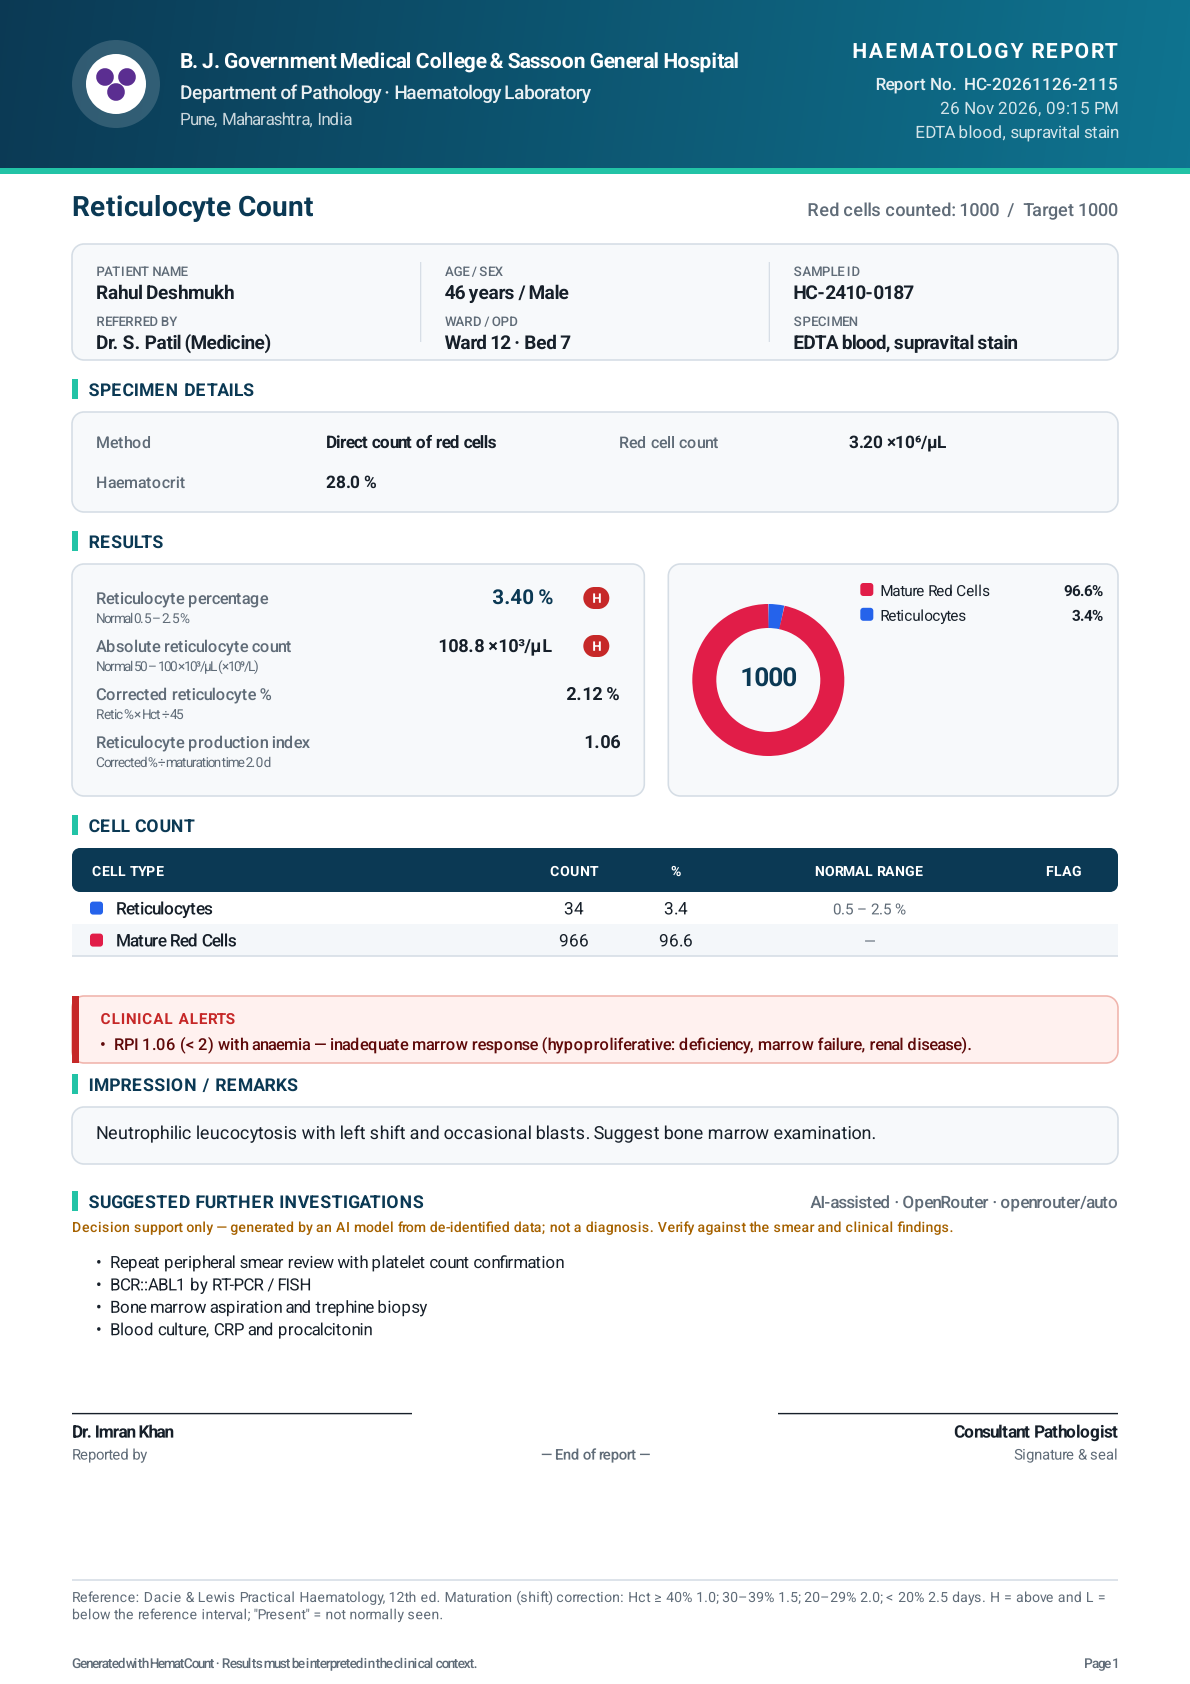 B. J. Government Medical College & Sassoon General Hospital
Department of Pathology · Haematology Laboratory
Pune, Maharashtra, India
HAEMATOLOGY REPORT
Report No. HC-20261126-2115
26 Nov 2026, 09:15 PM
EDTA blood, supravital stain
Reticulocyte Count
Red cells counted: 1000 / Target 1000
PATIENT NAME
Rahul Deshmukh
AGE / SEX
46 years / Male
SAMPLE ID
HC-2410-0187
REFERRED BY
Dr. S. Patil (Medicine)
WARD / OPD
Ward 12 · Bed 7
SPECIMEN
EDTA blood, supravital stain
SPECIMEN DETAILS
Method Direct count of red cells Red cell count 3.20 ×10⁶/µL
Haematocrit 28.0 %
RESULTS
Reticulocyte percentage 3.40 % H
Normal 0.5 – 2.5 %
Absolute reticulocyte count 108.8 ×10³/µL H
Normal 50 – 100 ×10³/µL (×10⁹/L)
Corrected reticulocyte % 2.12 %
Retic % × Hct ÷ 45
Reticulocyte production index 1.06
Corrected % ÷ maturation time 2.0 d
Mature Red Cells 96.6%
Reticulocytes 3.4%
1000
CELL COUNT
CELL TYPE COUNT % NORMAL RANGE FLAG
Reticulocytes 34 3.4 0.5 – 2.5 %
Mature Red Cells 966 96.6 —
CLINICAL ALERTS
• RPI 1.06 (< 2) with anaemia — inadequate marrow response (hypoproliferative: deficiency, marrow failure, renal disease).
IMPRESSION / REMARKS
Neutrophilic leucocytosis with left shift and occasional blasts. Suggest bone marrow examination.
SUGGESTED FURTHER INVESTIGATIONS
AI-assisted · OpenRouter · openrouter/auto
Decision support only — generated by an AI model from de-identified data; not a diagnosis. Verify against the smear and clinical findings.
• Repeat peripheral smear review with platelet count confirmation
• BCR::ABL1 by RT-PCR / FISH
• Bone marrow aspiration and trephine biopsy
• Blood culture, CRP and procalcitonin
Dr. Imran Khan
Reported by
— End of report —
Consultant Pathologist
Signature & seal
Reference: Dacie & Lewis Practical Haematology, 12th ed. Maturation (shift) correction: Hct ≥ 40% 1.0; 30–39% 1.5; 20–29% 2.0; < 20% 2.5 days. H = above and L =
below the reference interval; "Present" = not normally seen.
Generated with HematCount · Results must be interpreted in the clinical context.
Page 1